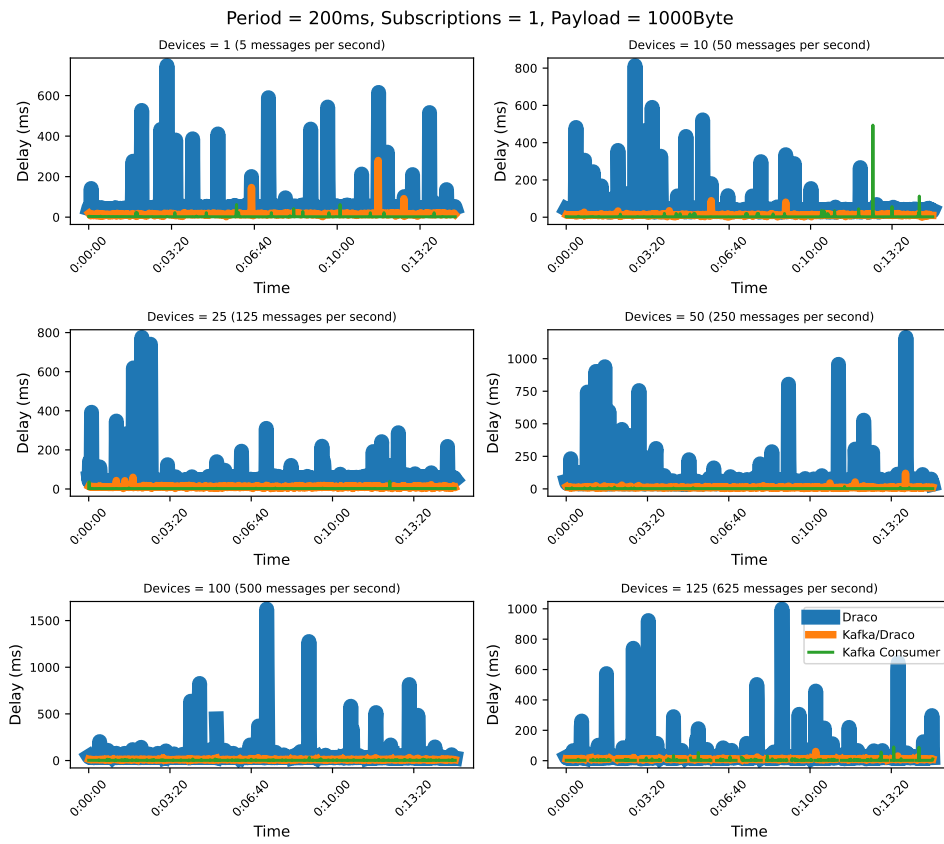 Period = 200ms, Subscriptions = 1, Payload = 1000Byte
Devices = 1 (5 messages per second)
Delay (ms)
600
400
200
0
0:00:00
0:03:20
0:06:40
0:10:00
0:13:20
Time
Devices = 10 (50 messages per second)
Delay (ms)
800
600
400
200
0
0:00:00
0:03:20
0:06:40
0:10:00
0:13:20
Time
Devices = 25 (125 messages per second)
Delay (ms)
800
600
400
200
0
0:00:00
0:03:20
0:06:40
0:10:00
0:13:20
Time
Devices = 50 (250 messages per second)
Delay (ms)
1000
750
500
250
0
0:00:00
0:03:20
0:06:40
0:10:00
0:13:20
Time
Devices = 100 (500 messages per second)
Delay (ms)
1500
1000
500
0
0:00:00
0:03:20
0:06:40
0:10:00
0:13:20
Time
Devices = 125 (625 messages per second)
Delay (ms)
1000
800
600
400
200
0
0:00:00
0:03:20
0:06:40
0:10:00
0:13:20
Time
Draco
Kafka/Draco
Kafka Consumer